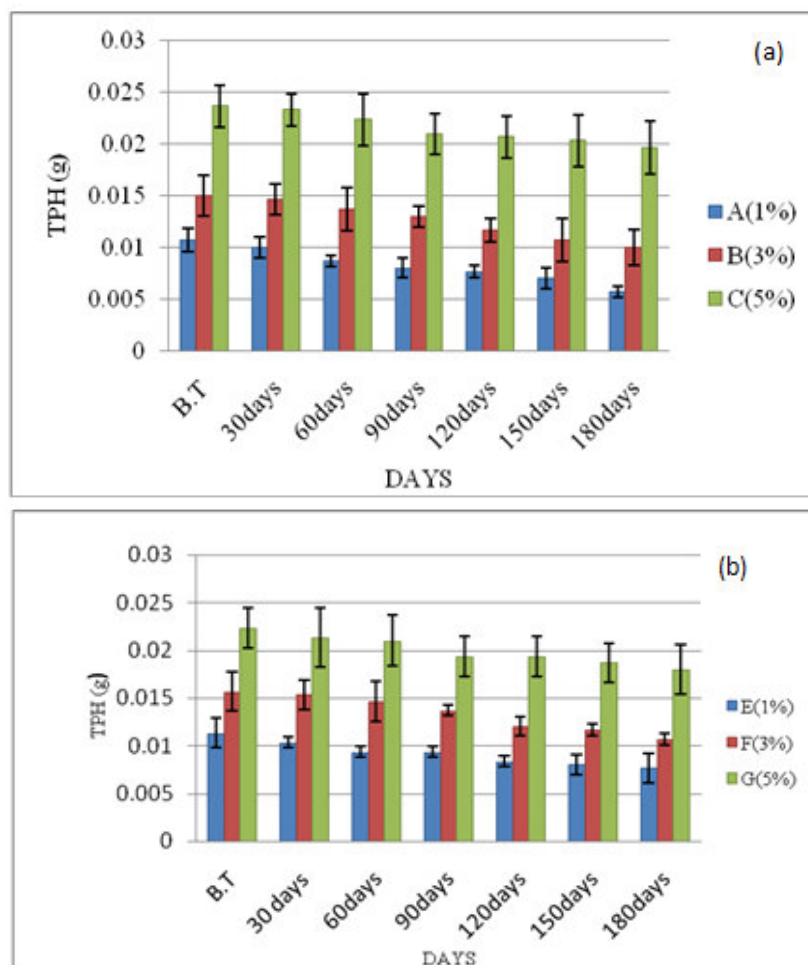 (a)
0.03
0.025
0.02
0.015
0.01
0.005
0
TPH (g)
B.T
30days
60days
90days
120days
150days
180days
DAYS
A(1%)
B(3%)
C(5%)
(b)
0.03
0.025
0.02
0.015
0.01
0.005
0
TPH (g)
B.T
30 days
60days
90days
120days
150days
180days
DAYS
E(1%)
F(3%)
G(5%)